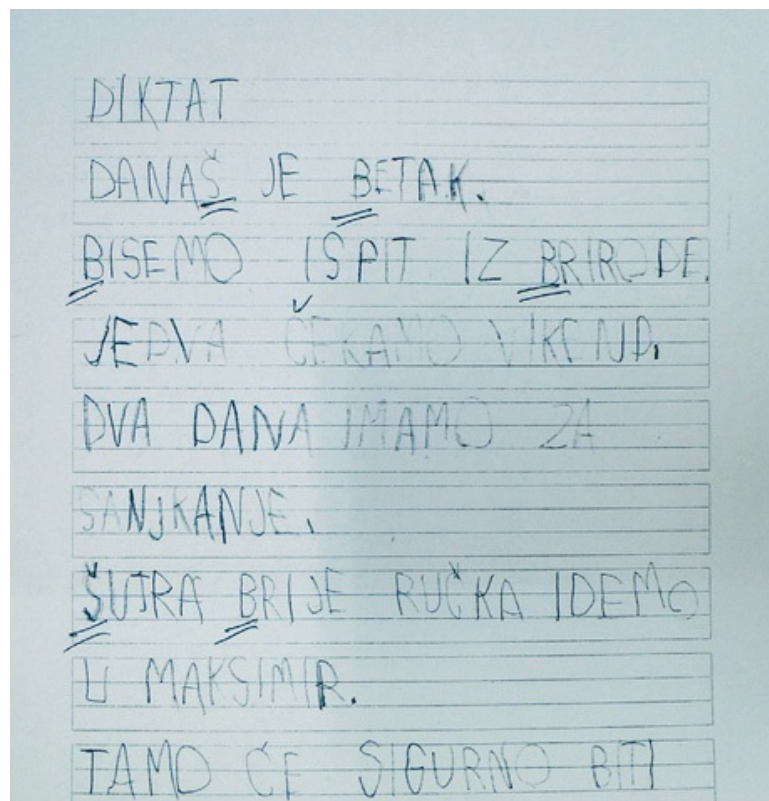 DIKTAT
DANAŠ JE BETAK.
BISEMO ISPIT IZ BRIRODE.
JEDVA ČEKAMO VIKEND.
DVA DANA IMAMO ZA
SANJKANJE.
ŠUTRA BRIJE RUČKA IDEMO
U MAKSIMIR.
TAMO ĆE SIGURNO BITI